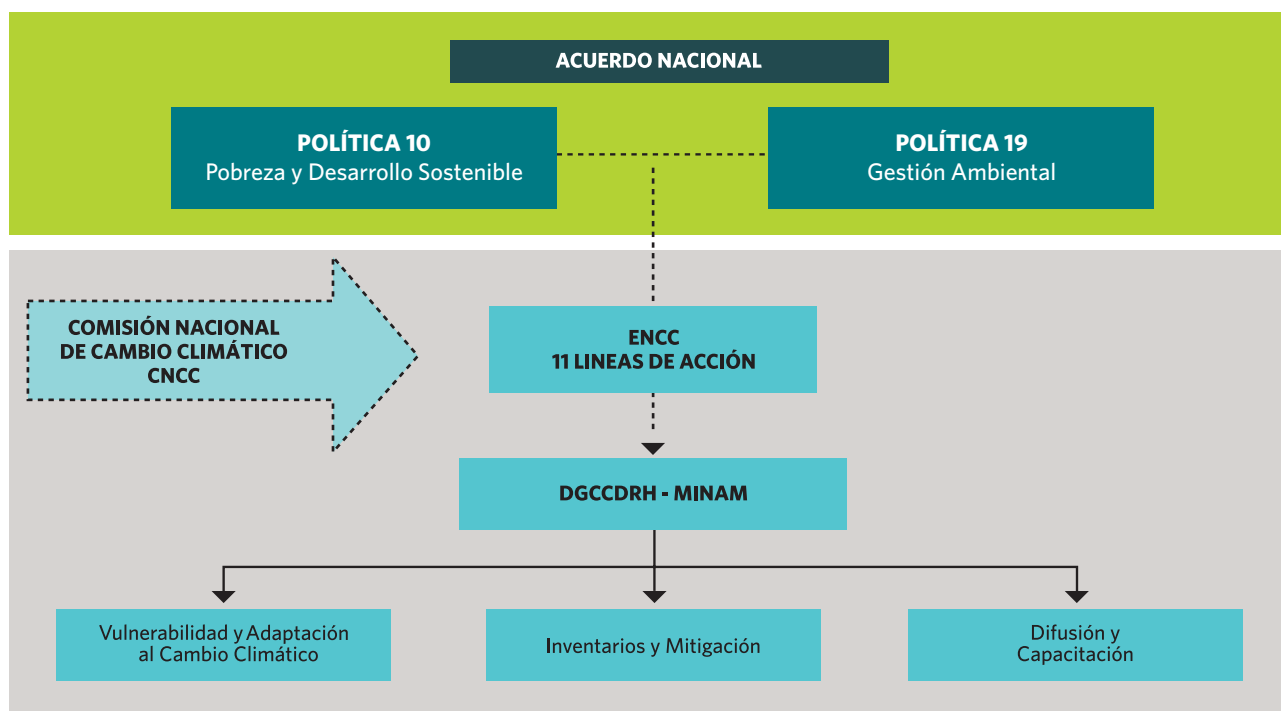 ACUERDO NACIONAL
POLÍTICA 10
Pobreza y Desarrollo Sostenible
POLÍTICA 19
Gestión Ambiental
COMISIÓN NACIONAL
DE CAMBIO CLIMÁTICO
CNCC
ENCC
11 LINEAS DE ACCIÓN
DGCCDRH - MINAM
Vulnerabilidad y Adaptación
al Cambio Climático
Inventarios y Mitigación
Difusión y
Capacitación